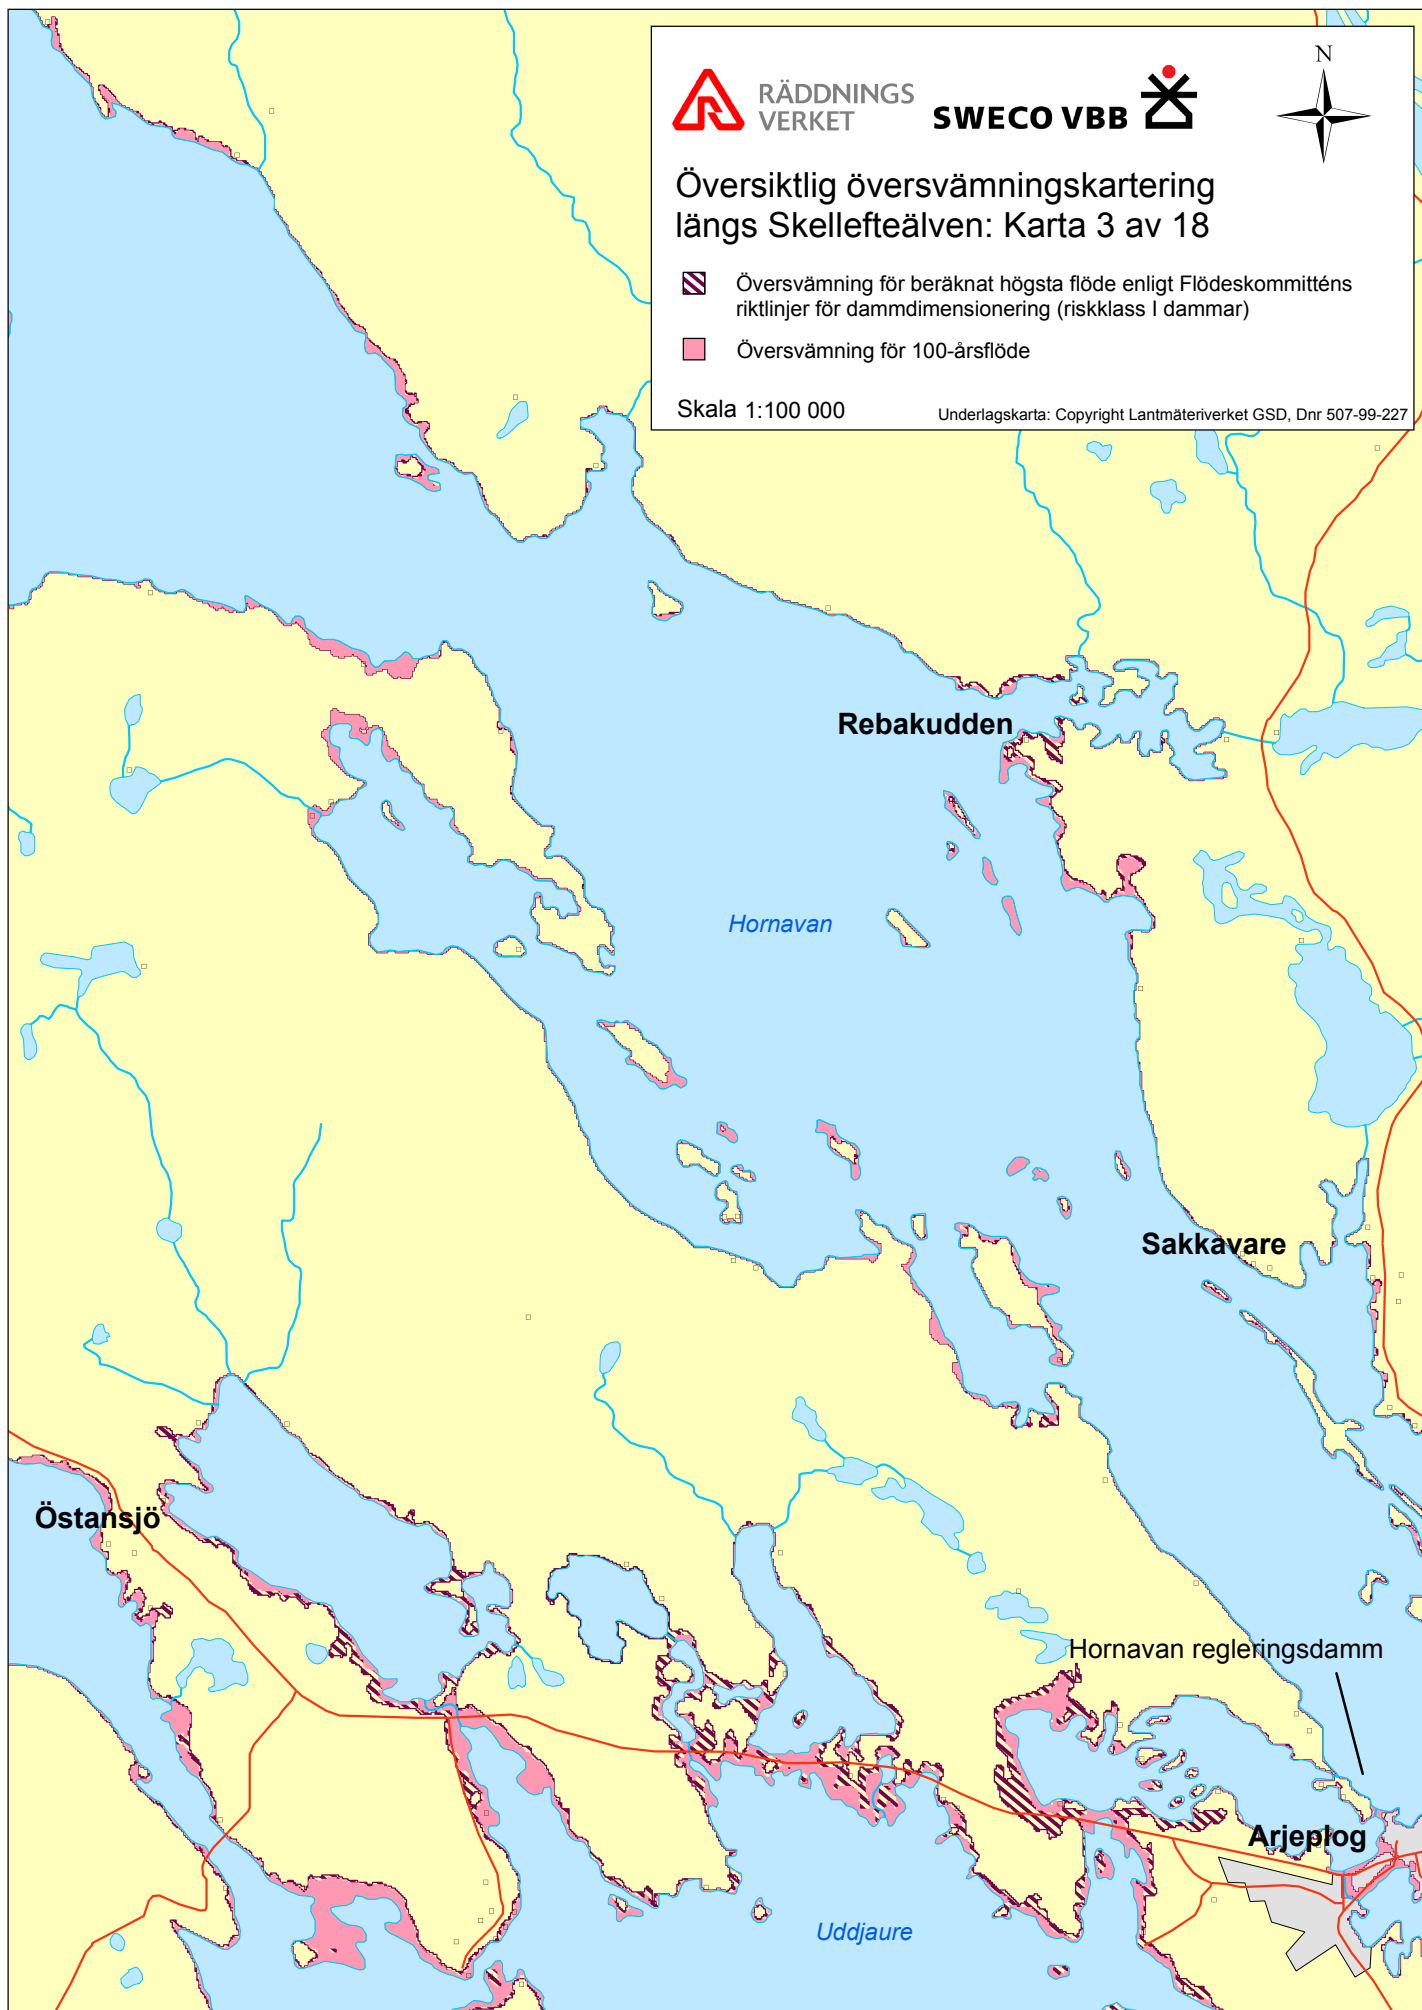 N
RÄDDNINGS
VERKET
SWECO VBB
Översiktlig översvämningskartering
längs Skellefteälven: Karta 3 av 18
Översvämning för beräknat högsta flöde enligt Flödeskommitténs
riktlinjer för dammdimensionering (riskklass I dammar)
Översvämning för 100-årsflöde
Skala 1:100 000
Underlagskarta: Copyright Lantmäteriverket GSD, Dnr 507-99-227
Rebakudden
Hornavan
Sakkavare
Östansjö
Hornavan regleringsdamm
Arjeplog
Uddjaure